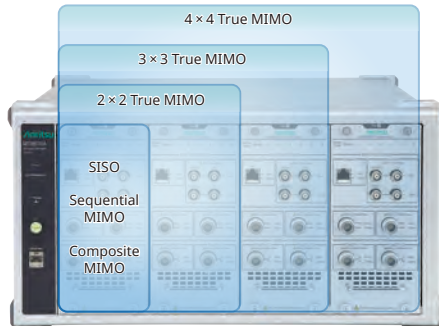 4 × 4 True MIMO
3 × 3 True MIMO
2 × 2 True MIMO
Anritsu
SISO
Sequential
MIMO
Composite
MIMO